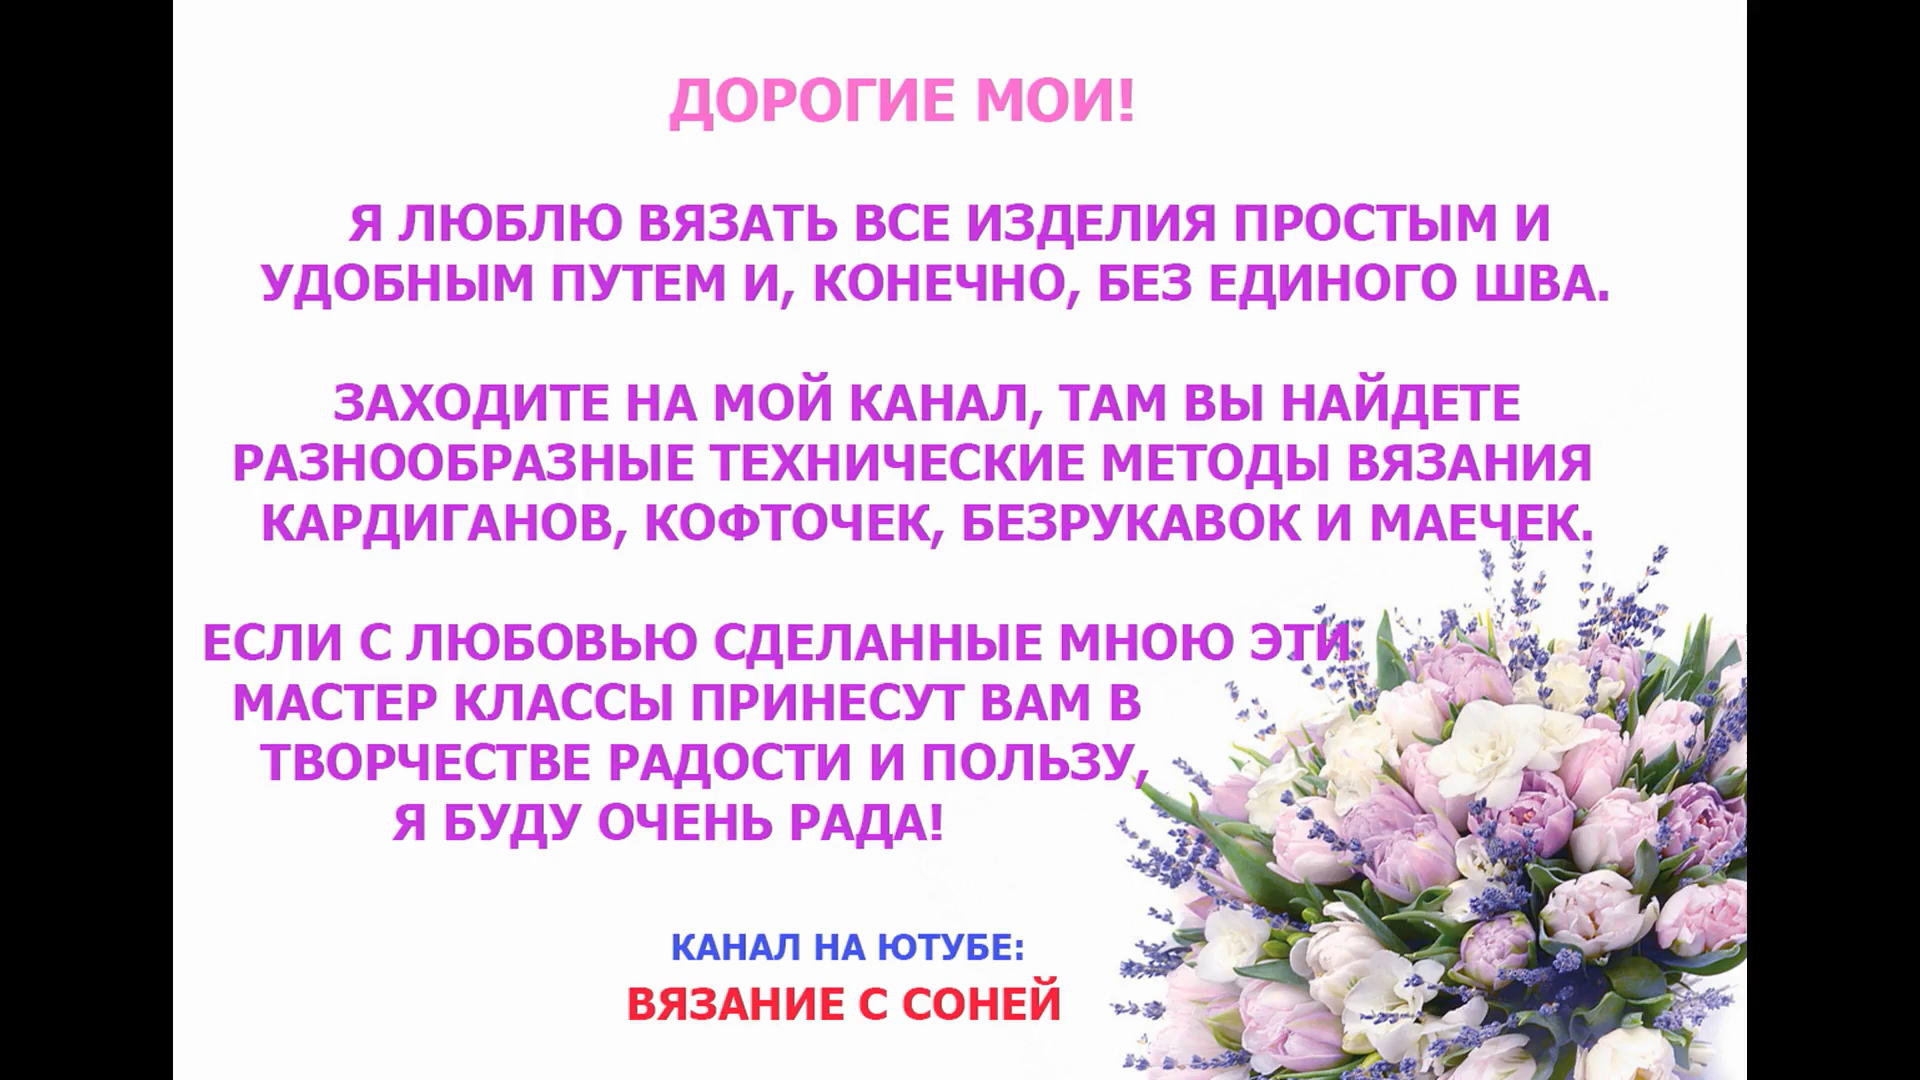 ДОРОГИЕ МОИ!
Я ЛЮБЛЮ ВЯЗАТЬ ВСЕ ИЗДЕЛИЯ ПРОСТЫМ И
УДОБНЫМ ПУТЕМ И, КОНЕЧНО, БЕЗ ЕДИНОГО ШВА.
ЗАХОДИТЕ НА МОЙ КАНАЛ, ТАМ ВЫ НАЙДЕТЕ
РАЗНООБРАЗНЫЕ ТЕХНИЧЕСКИЕ МЕТОДЫ ВЯЗАНИЯ
КАРДИГАНОВ, КОФТОЧЕК, БЕЗРУКАВОК И МАЕЧЕК.
ЕСЛИ С ЛЮБОВЬЮ СДЕЛАННЫЕ МНОЮ ЭТИ
МАСТЕР КЛАССЫ ПРИНЕСУТ ВАМ В
ТВОРЧЕСТВЕ РАДОСТИ И ПОЛЬЗУ,
Я БУДУ ОЧЕНЬ РАДА!
КАНАЛ НА ЮТУБЕ:
ВЯЗАНИЕ С СОНЕЙ